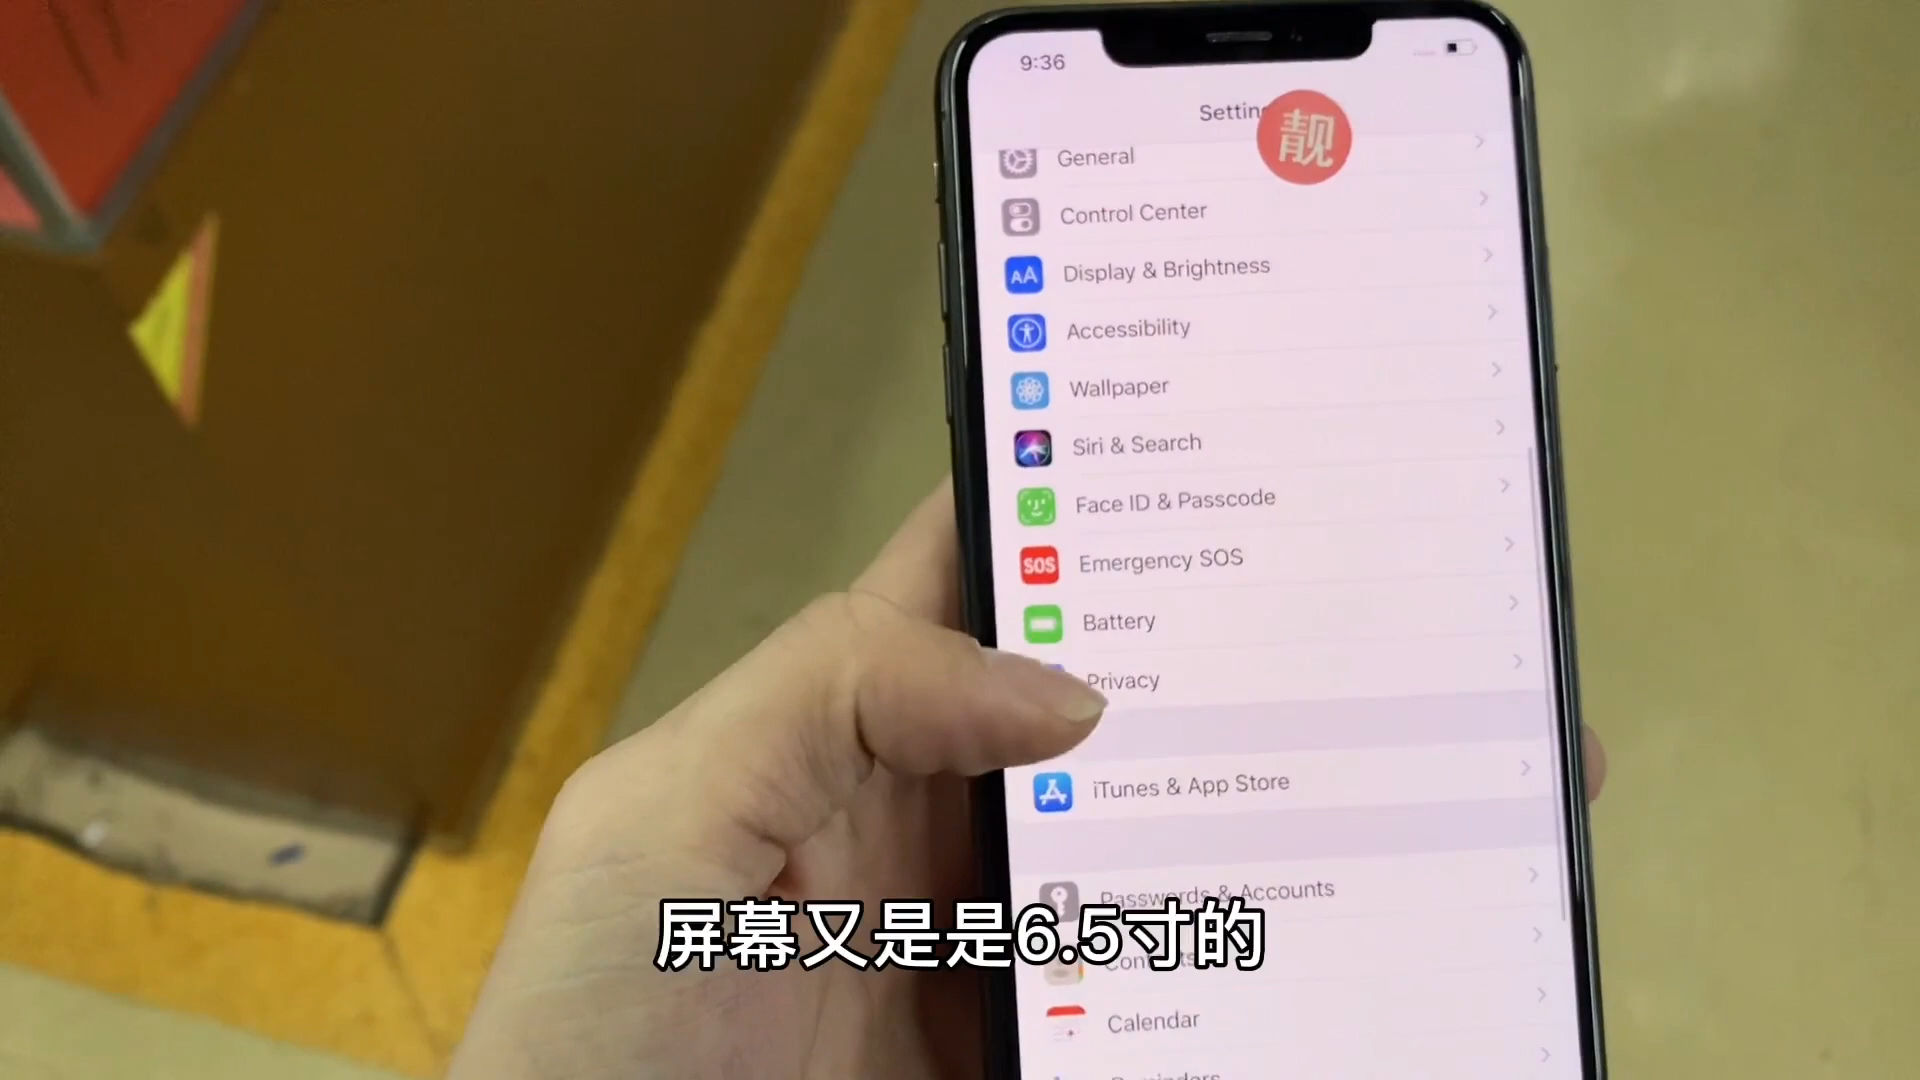 9:36
Settin
靓
General
Control Center
Display & Brightness
AA
Accessibility
Wallpaper
Siri & Search
Face ID & Passcode
SOS
Emergency SOS
Battery
Privacy
iTunes & App Store
Passwords & Accounts
屏幕又是是6.5寸的
Calendar